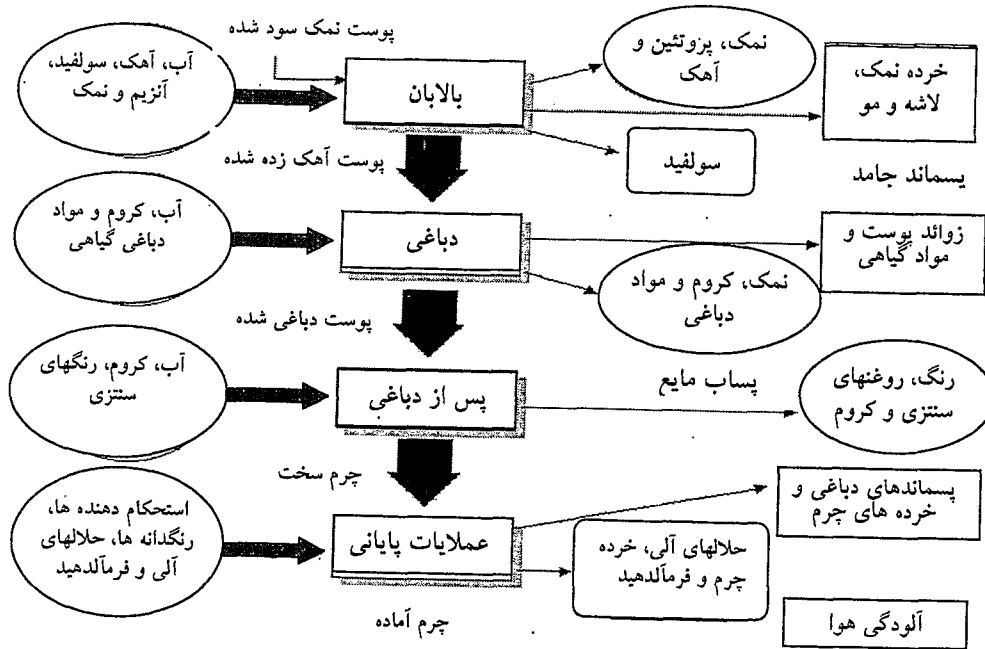 پوست نمک سود شده
آب، آهک، سولفید،
آنزیم و نمک
بالابان
نمک، پروتئین و
آهک
خرده نمک،
لاشه و مو
سولفید
پسماند جامد
پوست آهک زده شده
آب، کروم و مواد
دباغی گیاهی
دباغی
زوائد پوست و
مواد گیاهی
نمک، کروم و مواد
دباغی
پوست دباغی شده
آب، کروم، رنگهای
سنتزی
پس از دباغی
پساب مایع
رنگ، روغنهای
سنتزی و کروم
چرم سخت
استحکام دهنده ها،
رنگدانه ها، حلالهای
آلی و فرمآلدهید
عملایات پایانی
پسماندهای دباغی و
خرده های چرم
حلالهای آلی، خرده
چرم و فرمآلدهید
چرم آماده
آلودگی هوا